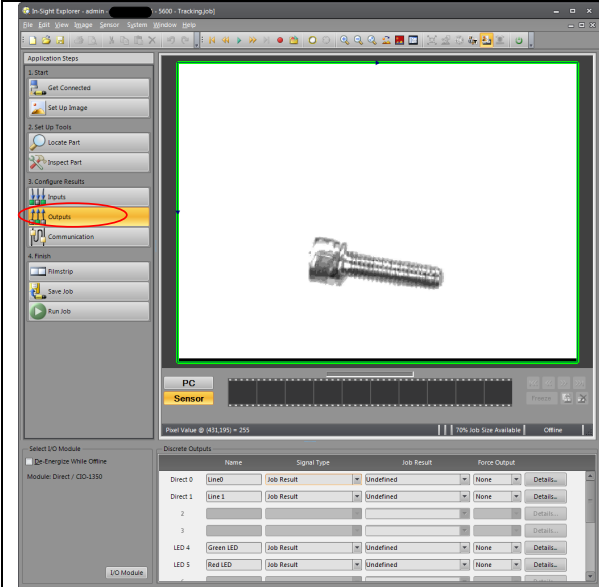 In-Sight Explorer - admin - - 5600 - Tracking.job]
File Edit View Image Sensor System Window Help
Application Steps
1. Start
Get Connected
Set Up Image
2. Set Up Tools
Locate Part
Inspect Part
3. Configure Results
Inputs
Outputs
Communication
4. Finish
Filmstrip
Save Job
Run Job
PC
Sensor
Freeze
Pixel Value @ (431,195) = 255
70% Job Size Available
Offline
Select I/O Module
De-Energize While Offline
Module: Direct / CIO-1350
I/O Module
Discrete Outputs
Name Signal Type Job Result Force Output
Direct 0 Line0 Job Result Undefined None Details...
Direct 1 Line 1 Job Result Undefined None Details...
2 Details...
3 Details...
LED 4 Green LED Job Result Undefined None Details...
LED 5 Red LED Job Result Undefined None Details...